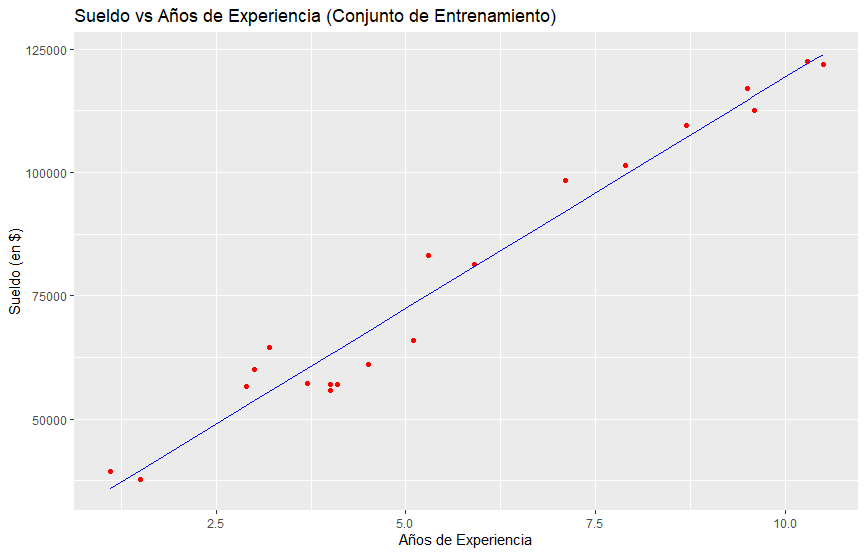 Sueldo vs Años de Experiencia (Conjunto de Entrenamiento)
125000
100000
75000
50000
Sueldo (en $)
2.5
5.0
7.5
10.0
Años de Experiencia